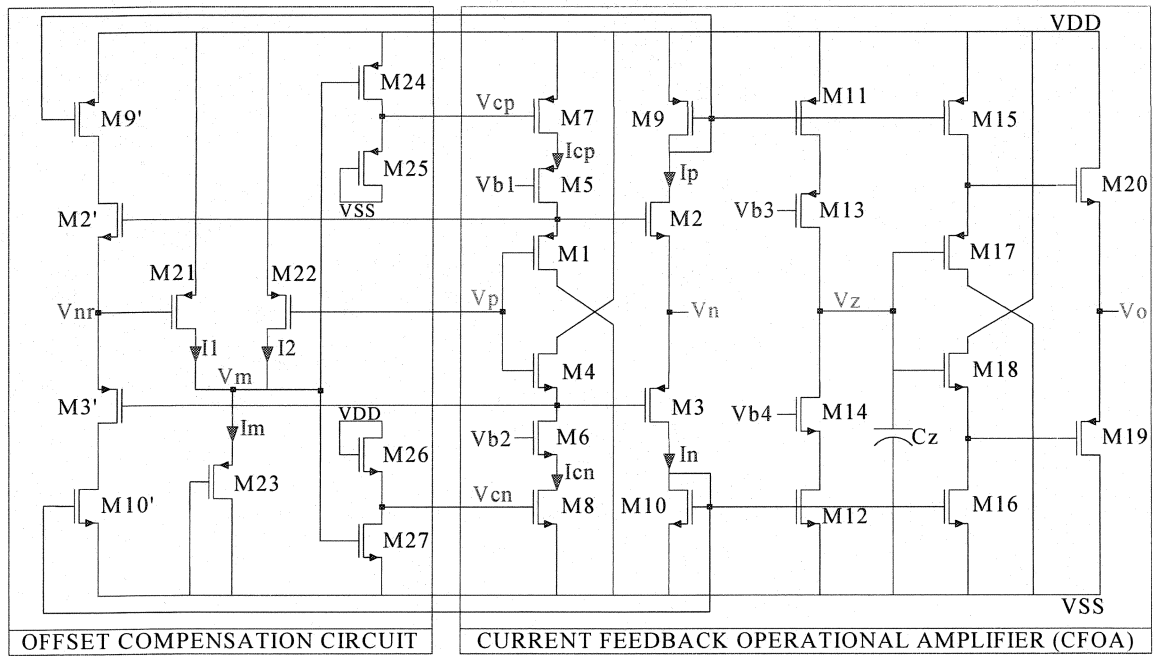 VDD
M24
M11
M9'
Vcp
M7
M9
M15
Icp
M25
Vb1
M5
Ip
M20
VSS
M2'
M2
Vb3
M13
M1
M17
M21
M22
Vnr
Vp
Vn
Vz
Vo
I1
I2
Vm
M4
M18
M3'
VDD
M3
Vb4
M14
Im
Vb2
M6
Cz
M19
M26
In
M23
Icn
Vcn
M10'
M8
M10
M12
M16
M27
VSS
OFFSET COMPENSATION CIRCUIT
CURRENT FEEDBACK OPERATIONAL AMPLIFIER (CFOA)